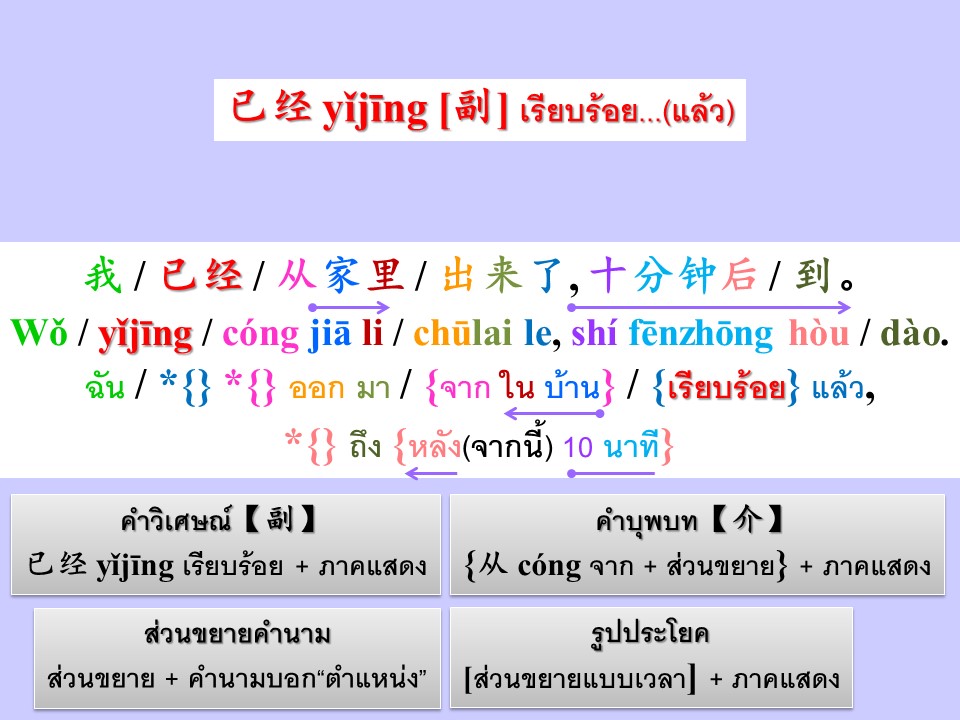 已经 yǐjīng [副] เรียบร้อย...(แล้ว)
我 / 已经 / 从家里 / 出来了, 十分钟后 / 到。
Wǒ / yǐjīng / cóng jiā li / chūlai le, shí fēnzhōng hòu / dào.
ฉัน / *{} *{} ออก มา / {จาก ใน บ้าน} / {เรียบร้อย} แล้ว,
*{} ถึง {หลัง(จากนี้) 10 นาที}
คำวิเศษณ์【副】
已经 yǐjīng เรียบร้อย + ภาคแสดง
คำบุพบท【介】
{从 cóng จาก + ส่วนขยาย} + ภาคแสดง
ส่วนขยายคำนาม
ส่วนขยาย + คำนามบอก“ตำแหน่ง”
รูปประโยค
[ส่วนขยายแบบเวลา] + ภาคแสดง